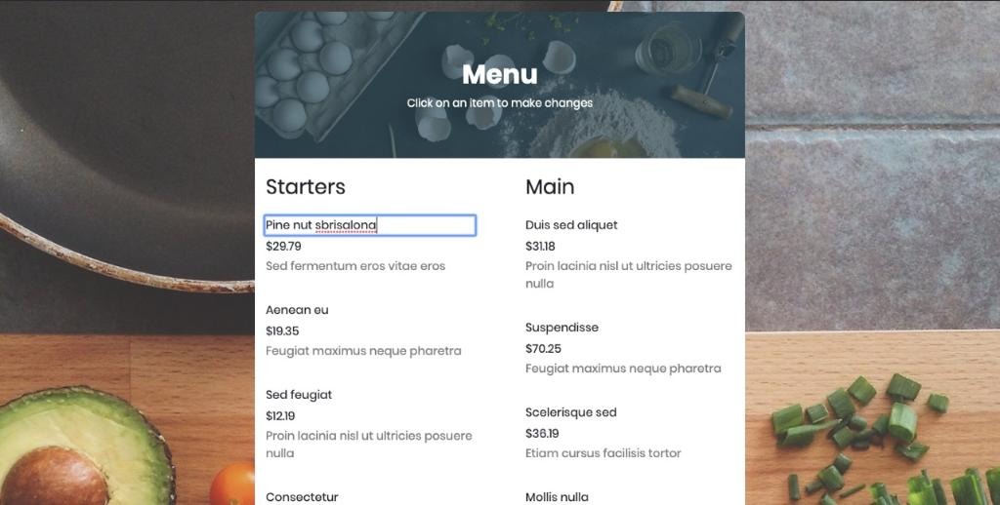 Menu
Click on an item to make changes
Starters
Pine nut sbrisalona
$29.79
Sed fermentum eros vitae eros
Aenean eu
$19.35
Feugiat maximus neque pharetra
Sed feugiat
$12.19
Proin lacinia nisl ut ultricies posuere
nulla
Consectetur
Main
Duis sed aliquet
$31.18
Proin lacinia nisl ut ultricies posuere
nulla
Suspendisse
$70.25
Feugiat maximus neque pharetra
Scelerisque sed
$36.19
Etiam cursus facilisis tortor
Mollis nulla